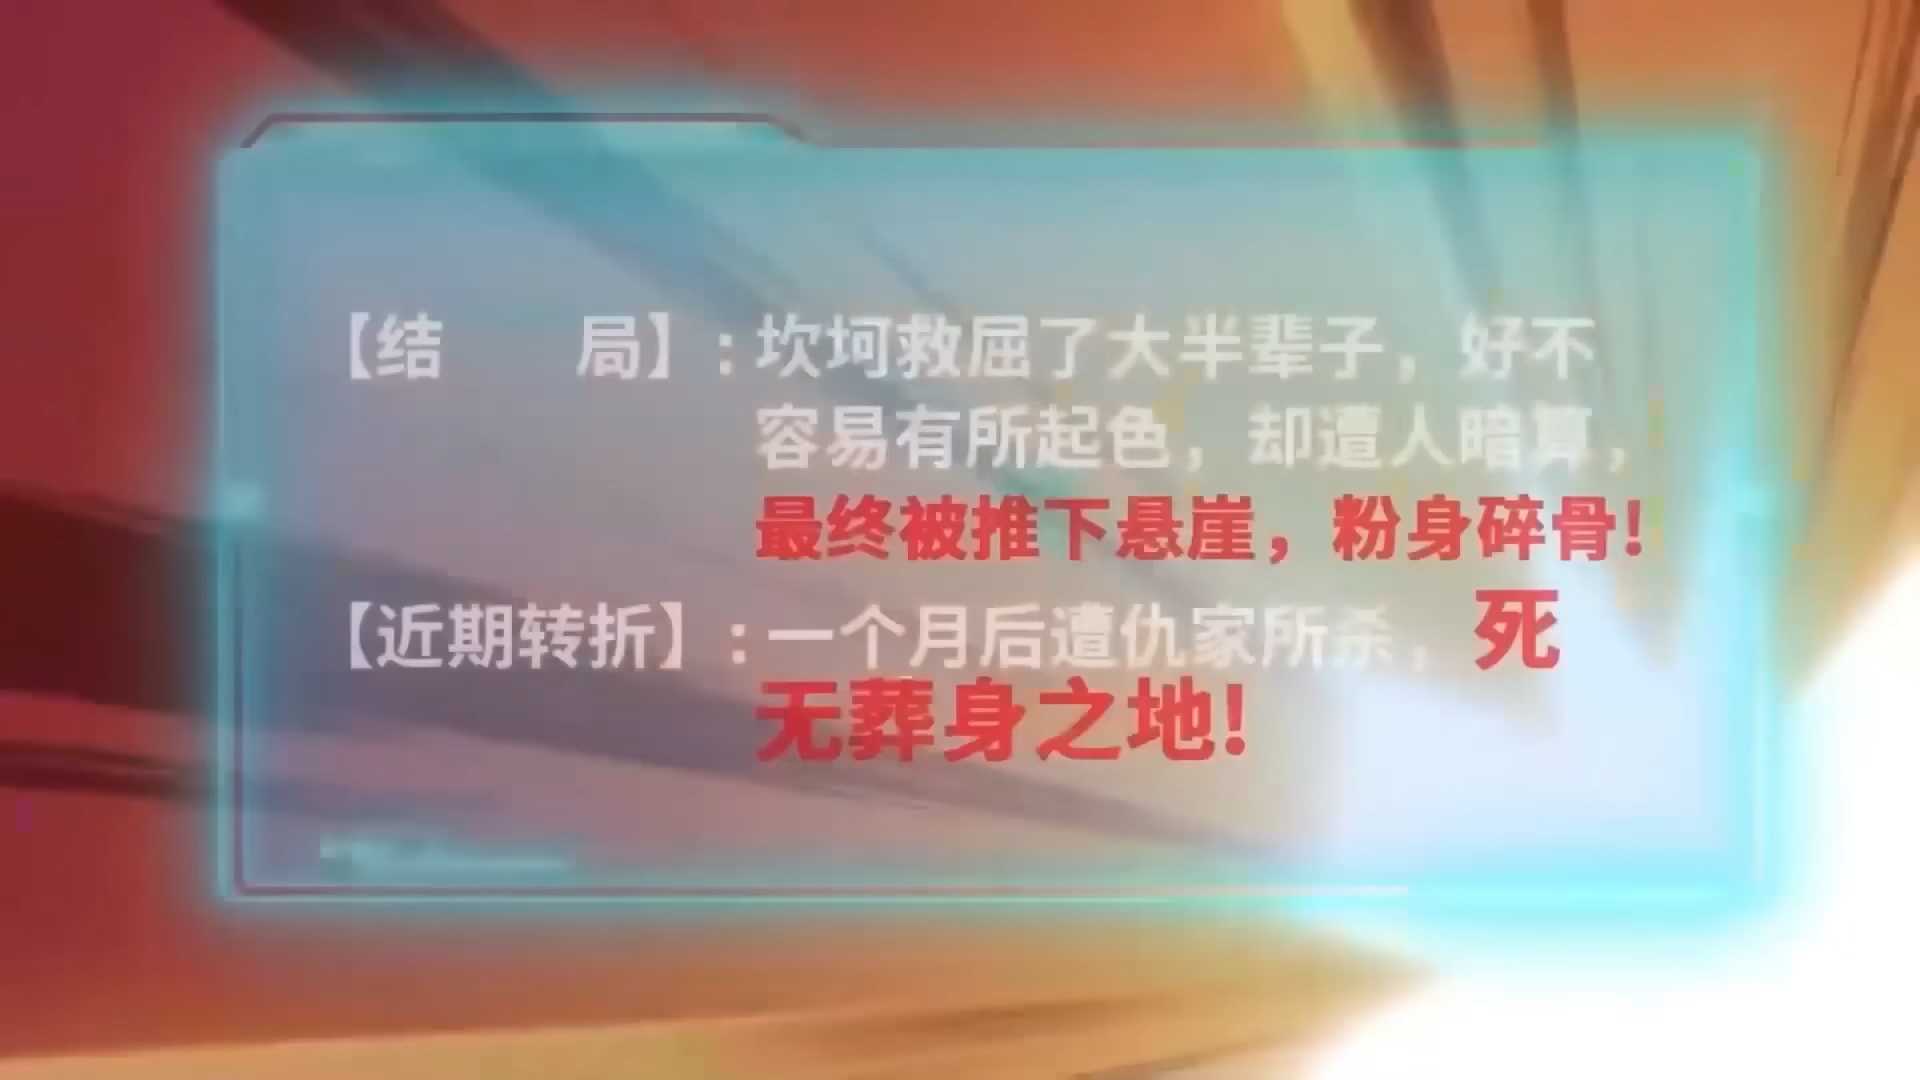 【结　　局】：坎坷救屈了大半辈子，好不
容易有所起色，却遭人暗算，
最终被推下悬崖，粉身碎骨！
【近期转折】：一个月后遭仇家所杀，死
无葬身之地！